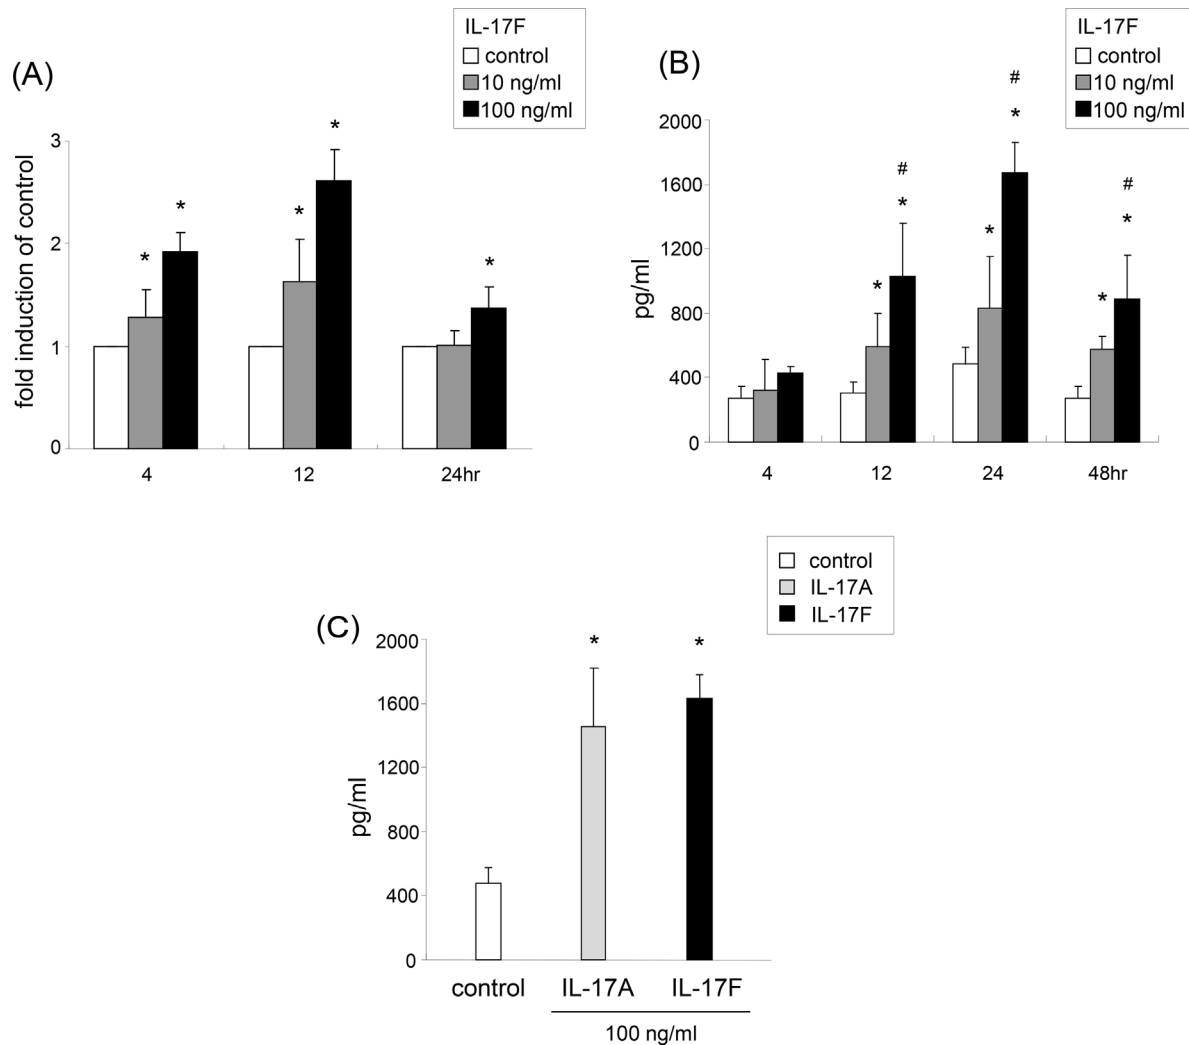 (A)
IL-17F
control
10 ng/ml
100 ng/ml
fold induction of control
3
2
1
0
* *
* *
*
4 12 24hr
(B)
IL-17F
control
10 ng/ml
100 ng/ml
pg/ml
2000
1600
1200
800
400
0
#
* *
#
* *
#
* *
4 12 24 48hr
(C)
control
IL-17A
IL-17F
pg/ml
2000
1600
1200
800
400
0
* *
control IL-17A IL-17F
100 ng/ml